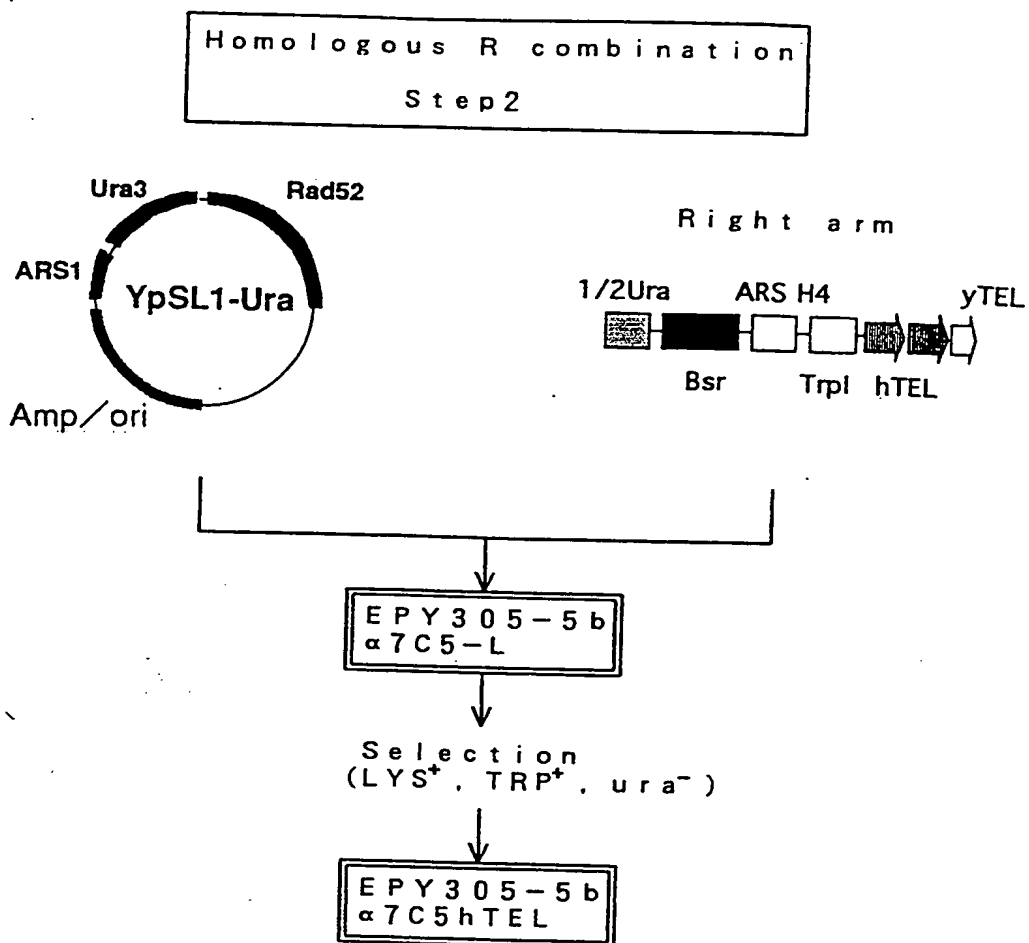 Homologous R combination
Step2
Ura3
Rad52
ARS1
YpSL1-Ura
Amp/ori
Right arm
1/2Ura
ARS H4
yTEL
Bsr
TrpI
hTEL
EPY305-5b
α7C5-L
Selection
(LYS⁺, TRP⁺, ura⁻)
EPY305-5b
α7C5hTEL